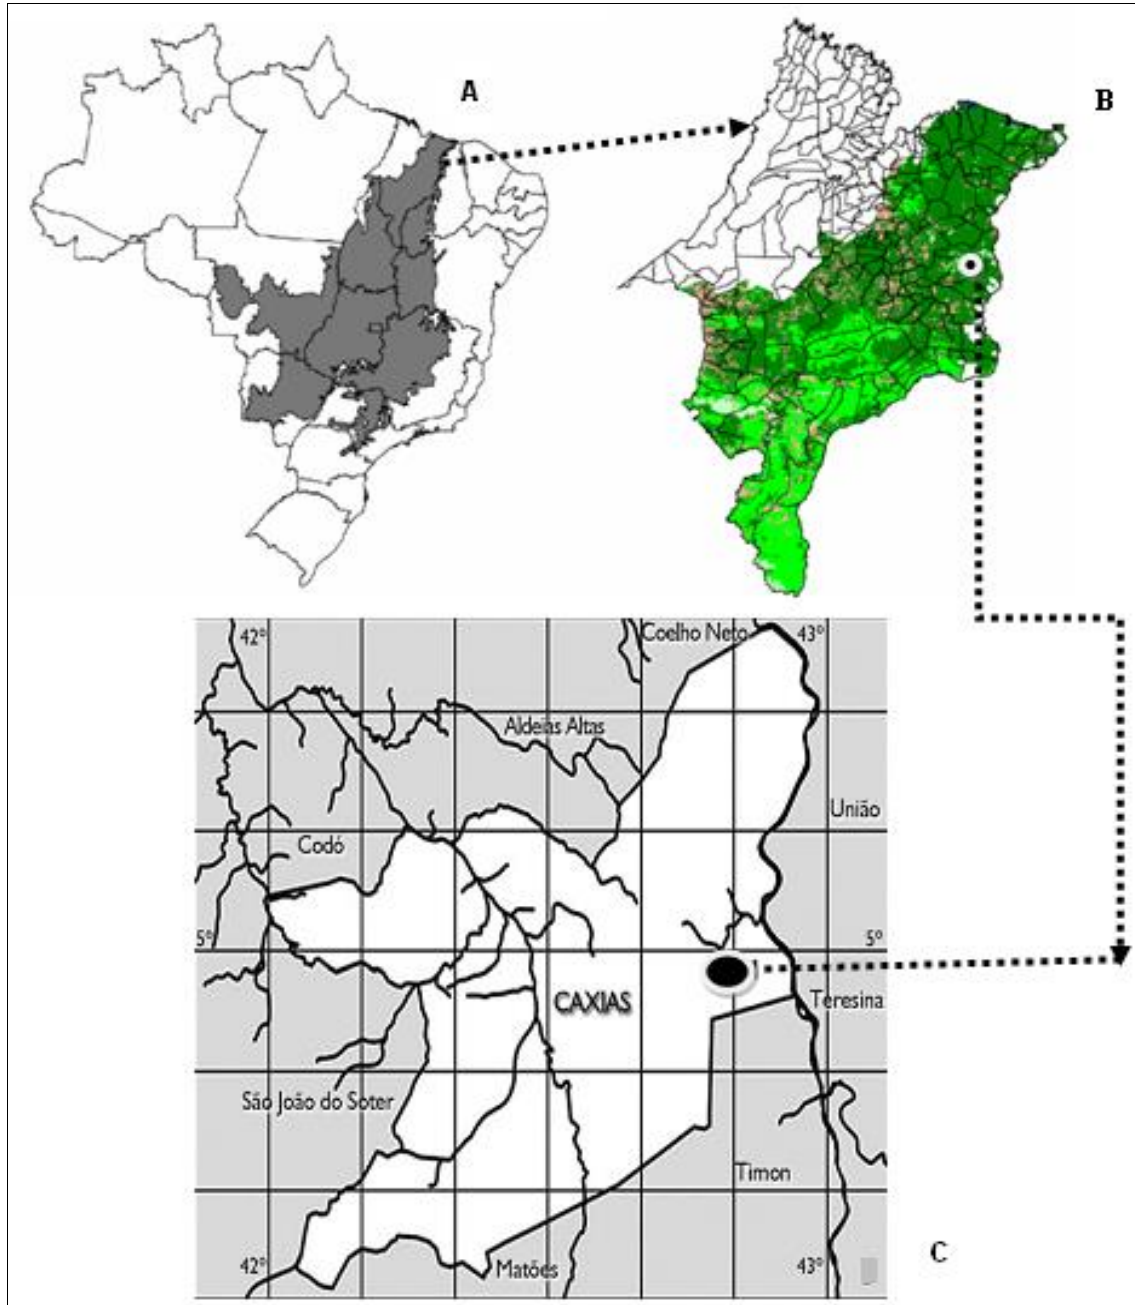 A
B
42°
Coelho Neto
43°
Aldeias Altas
União
Codó
5°
5°
CAXIAS
Teresina
São João do Soter
Timon
42°
Matões
43°
C